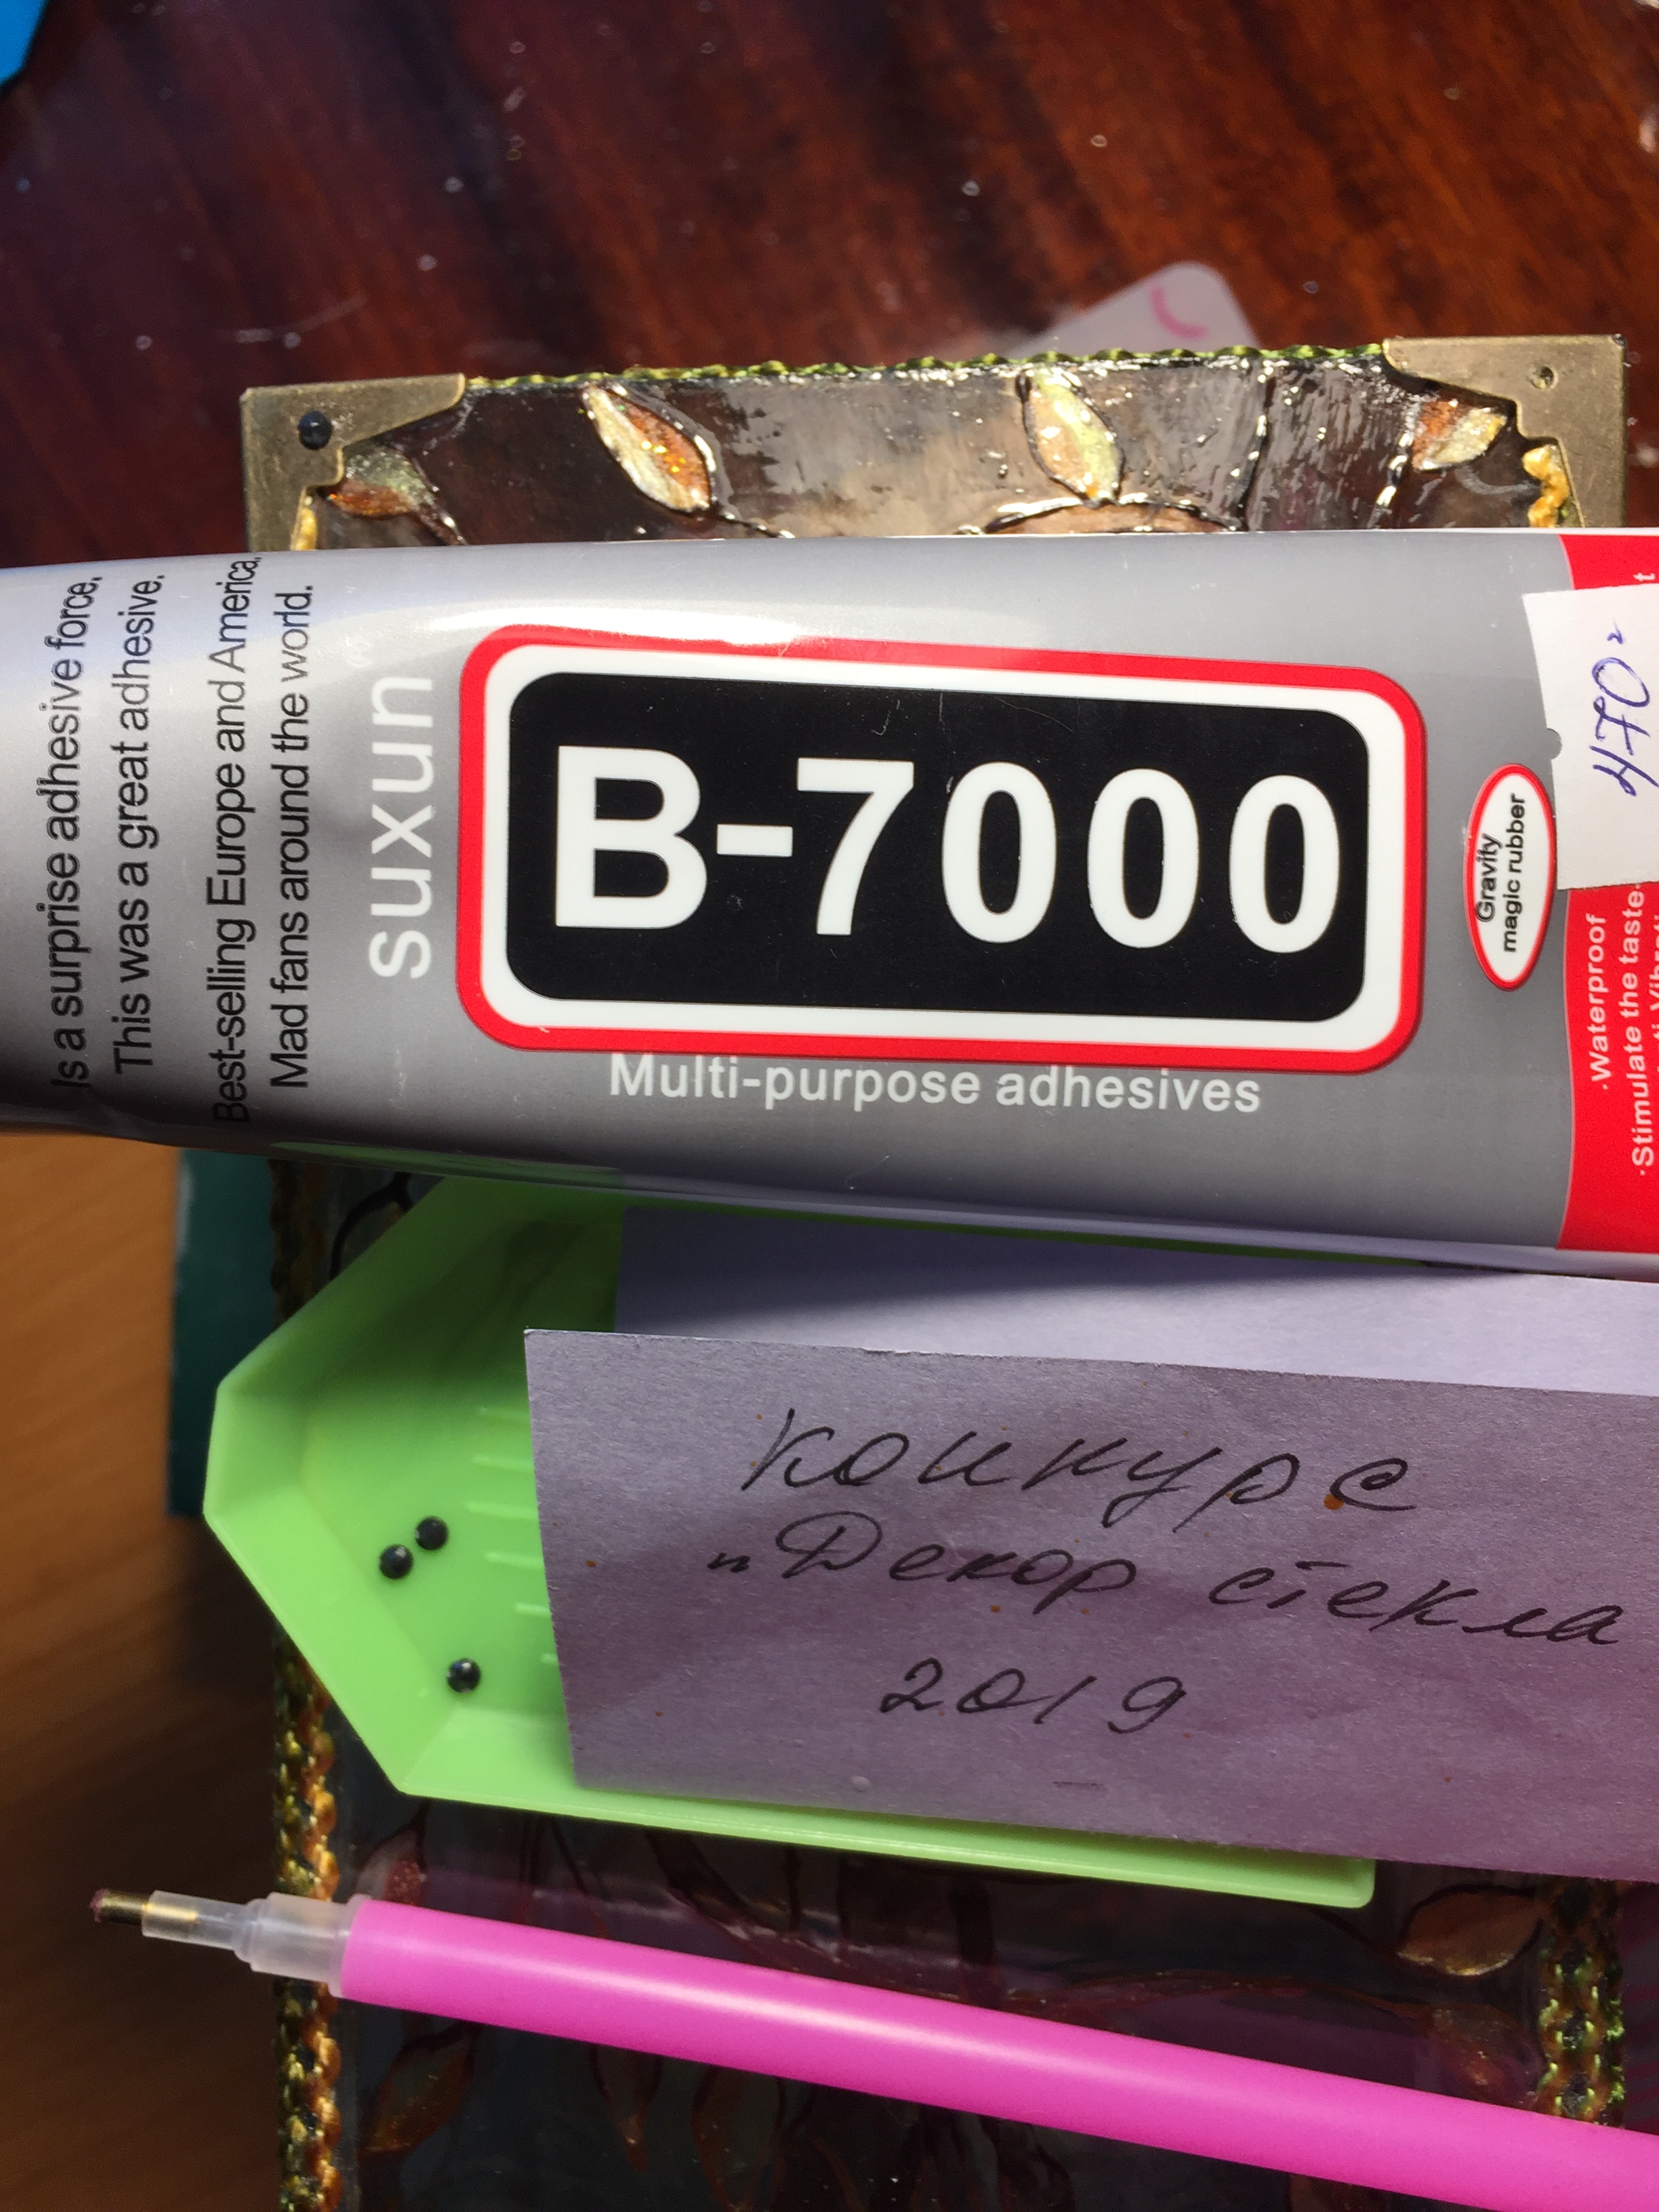 Is a surprise adhesive force,
This was a great adhesive.
Best-selling Europe and America,
Mad fans around the world.
suxun
B-7000
Multi-purpose adhesives
Gravity
magic rubber
470
·Waterproof
·Stimulate the taste
конкурс
„Декор стекла
2019